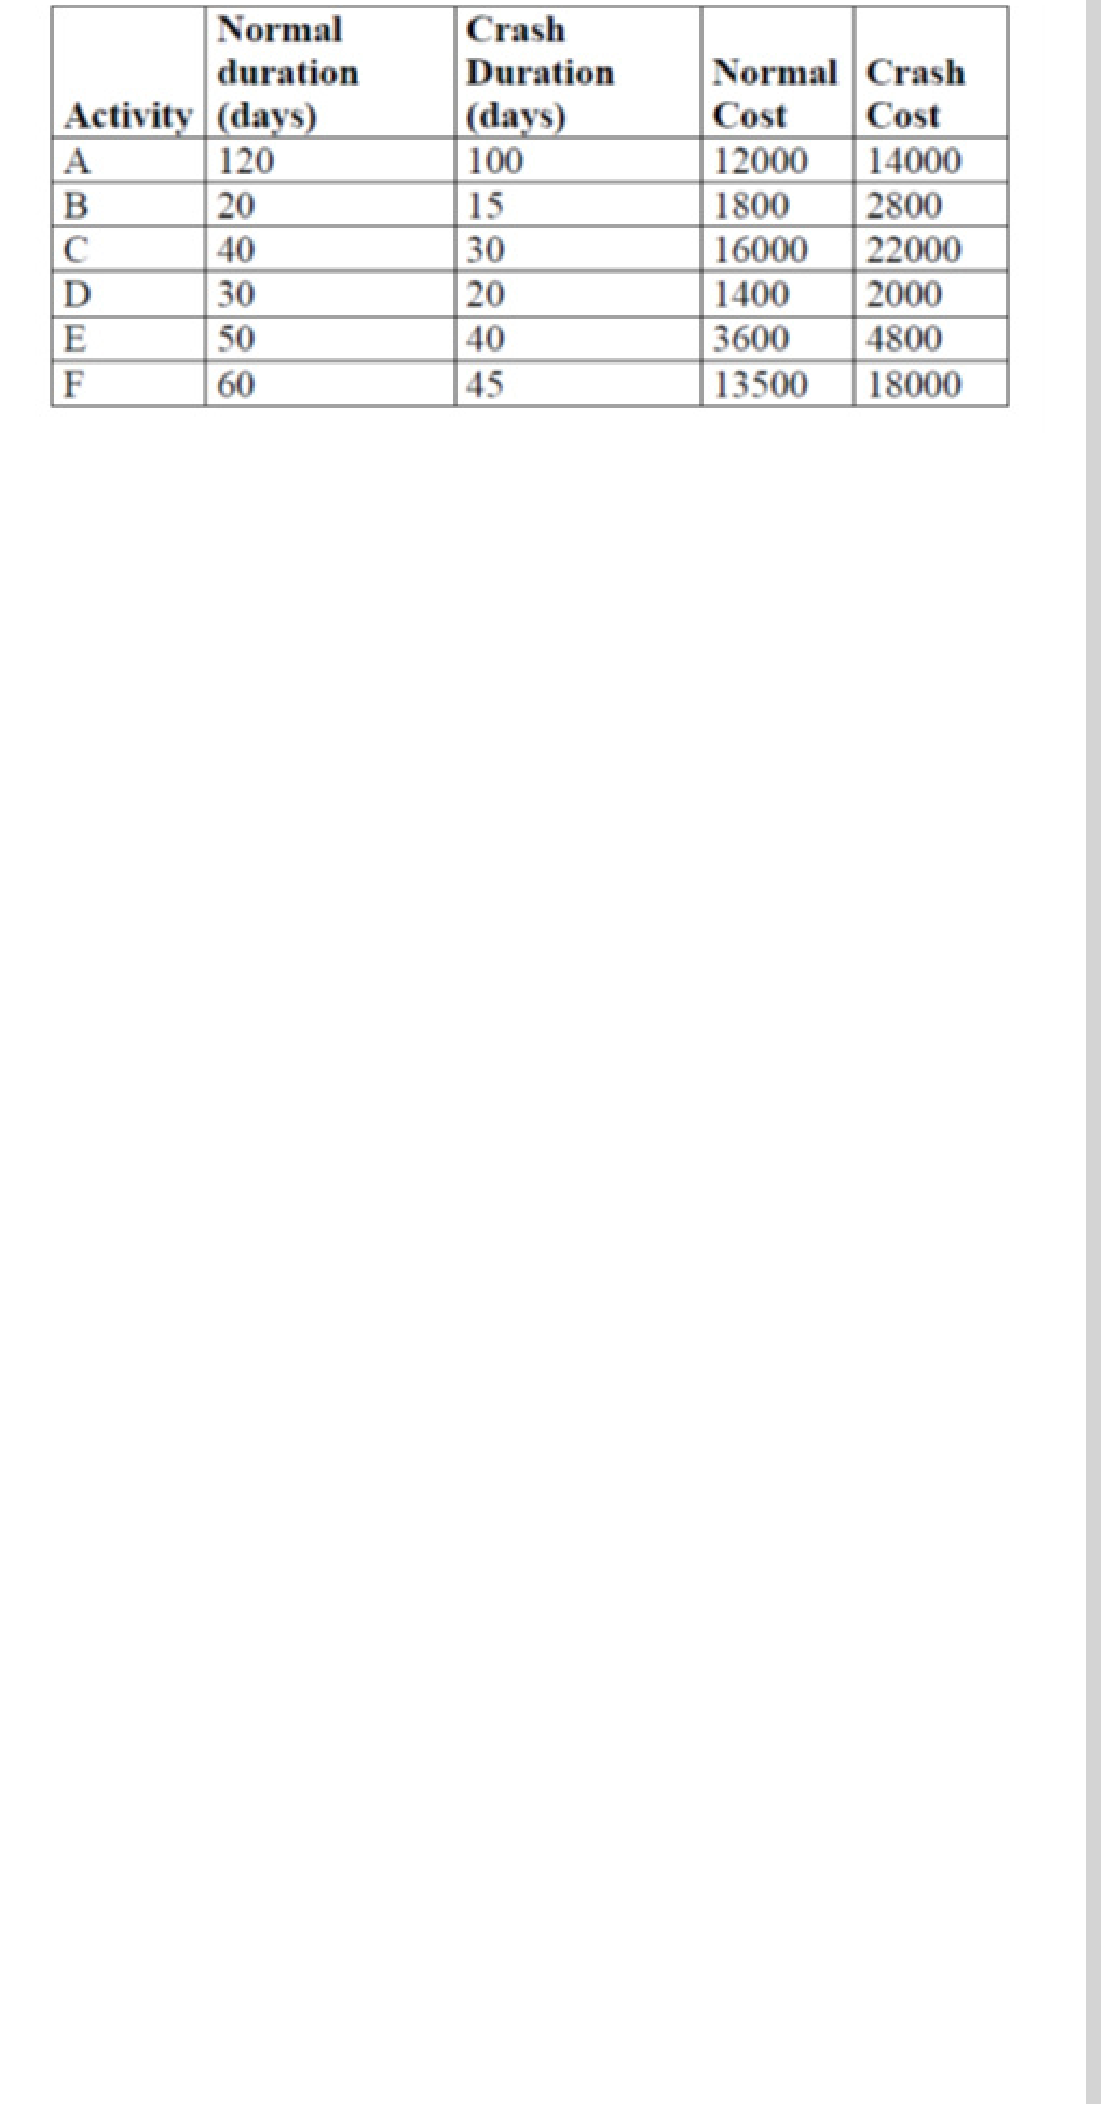 Activity Normal duration (days) Crash Duration (days) Normal Cost Crash Cost
A 120 100 12000 14000
B 20 15 1800 2800
C 40 30 16000 22000
D 30 20 1400 2000
E 50 40 3600 4800
F 60 45 13500 18000